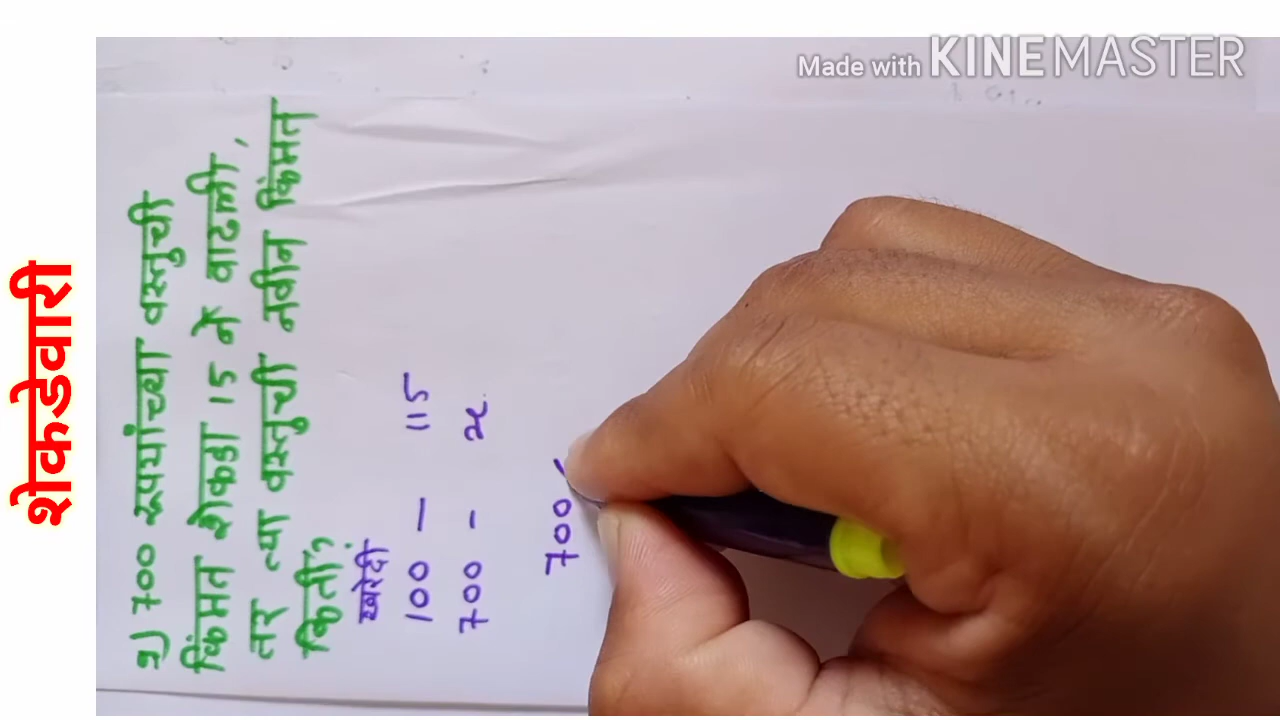 Made with KINEMASTER
शेकडेवारी
१) 700 रूपयांच्या वस्तुची
किंमत शेकडा 15 ने वाढली,
तर त्या वस्तुची नवीन किंमत
किती?
खरेदी
100 — 115
700 - x
700